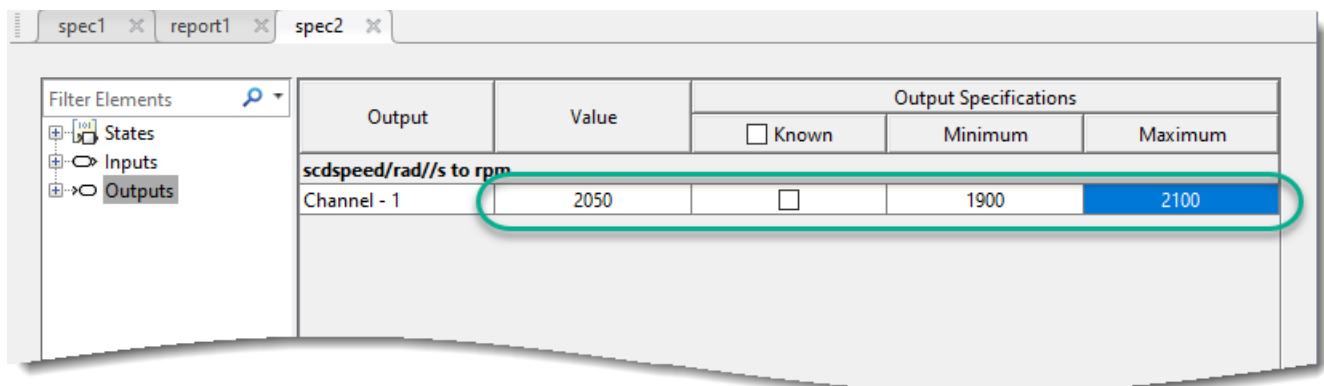 spec1 report1 spec2
Filter Elements
States
Inputs
Outputs
Output Value Output Specifications
Known Minimum Maximum
scdspeed/rad//s to rpm
Channel - 1 2050 1900 2100